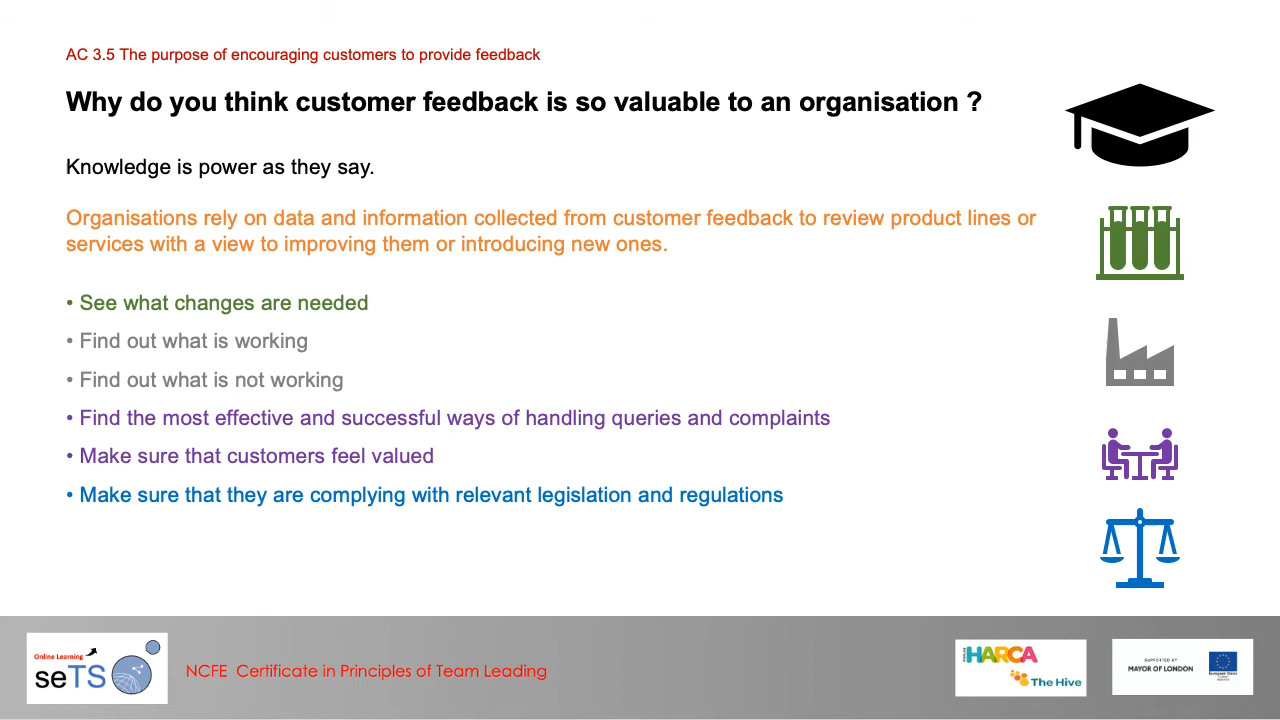 AC 3.5 The purpose of encouraging customers to provide feedback
Why do you think customer feedback is so valuable to an organisation ?
Knowledge is power as they say.
Organisations rely on data and information collected from customer feedback to review product lines or
services with a view to improving them or introducing new ones.
• See what changes are needed
• Find out what is working
• Find out what is not working
• Find the most effective and successful ways of handling queries and complaints
• Make sure that customers feel valued
• Make sure that they are complying with relevant legislation and regulations
Online Learning
seTS
NCFE Certificate in Principles of Team Leading
HARCA
The Hive
SUPPORTED BY
MAYOR OF LONDON
European Union